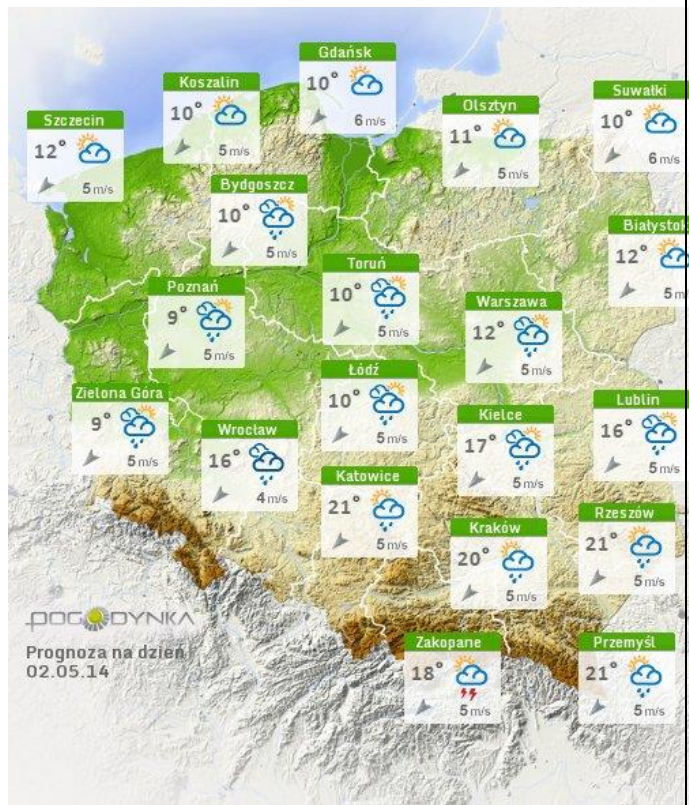 Gdańsk
10°
6 m/s
Koszalin
10°
5 m/s
Suwałki
10°
6 m/s
Olsztyn
11°
5 m/s
Szczecin
12°
5 m/s
Bydgoszcz
10°
5 m/s
Białystok
12°
5 m
Toruń
10°
5 m/s
Poznań
9°
5 m/s
Warszawa
12°
5 m/s
Łódź
10°
5 m/s
Zielona Góra
9°
5 m/s
Lublin
16°
5 m/s
Kielce
17°
5 m/s
Wrocław
16°
4 m/s
Katowice
21°
5 m/s
Rzeszów
21°
5 m/s
Kraków
20°
5 m/s
POGODYNKA
Prognoza na dzień
02.05.14
Zakopane
18°
5 m/s
Przemyśl
21°
5 m/s